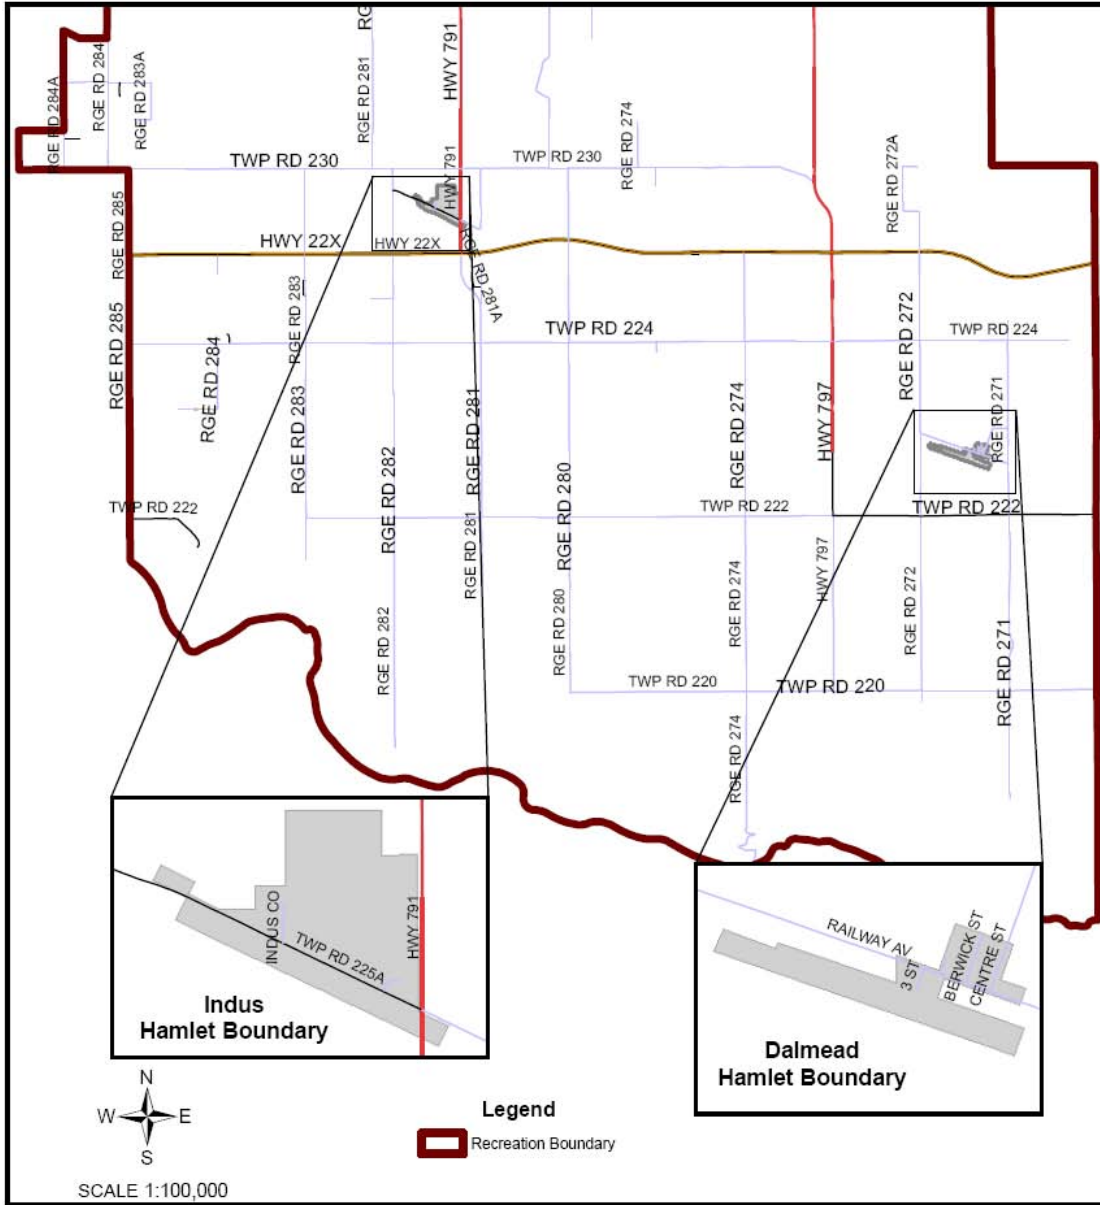 RG
HWY 791
RGE RD 281
RGE RD 284
RGE RD 283A
RGE RD 284A
RGE RD 274
RGE RD 272A
TWP RD 230
TWP RD 230
HWY 791
RGE RD 285
HWY 22X
HWY 22X
RGE RD 281A
RGE RD 283
RGE RD 285
RGE RD 284
TWP RD 224
TWP RD 224
RGE RD 272
RGE RD 283
RGE RD 281
RGE RD 274
HWY 797
RGE RD 271
RGE RD 282
RGE RD 280
TWP RD 222
TWP RD 222
TWP RD 222
RGE RD 281
HWY 797
RGE RD 274
RGE RD 272
RGE RD 282
RGE RD 280
RGE RD 271
TWP RD 220
TWP RD 220
RGE RD 274
INDUS CO
HWY 791
TWP RD 225A
Indus
Hamlet Boundary
RAILWAY AV
3 ST
BERWICK ST
CENTRE ST
Dalmead
Hamlet Boundary
N
W
E
S
Legend
Recreation Boundary
SCALE 1:100,000